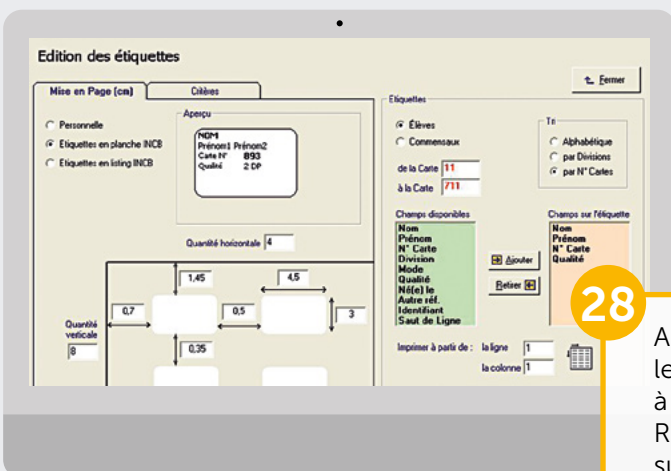 Edition des étiquettes
Fermer
Mise en Page (cm)
Critères
Personnelle
Etiquettes en planche INCB
Etiquettes en listing INCB
Aperçu
NOM
Prénom1 Prénom2
Carte N° 893
Qualité 2 DP
Quantité horizontale 4
1,45
4,5
0,7
0,5
3
Quantité verticale
8
0,35
Etiquettes
Élèves
Commensaux
de la Carte 11
à la Carte 711
Tri
Alphabétique
par Divisions
par N° Cartes
Champs disponibles
Nom
Prénom
N° Carte
Division
Mode
Qualité
Né(e) le
Autre réf.
Identifiant
Saut de Ligne
Ajouter
Retirer
Champs sur l'étiquette
Nom
Prénom
N° Carte
Qualité
Imprimer à partir de : la ligne 1
la colonne 1
28
A
le
à
R
su